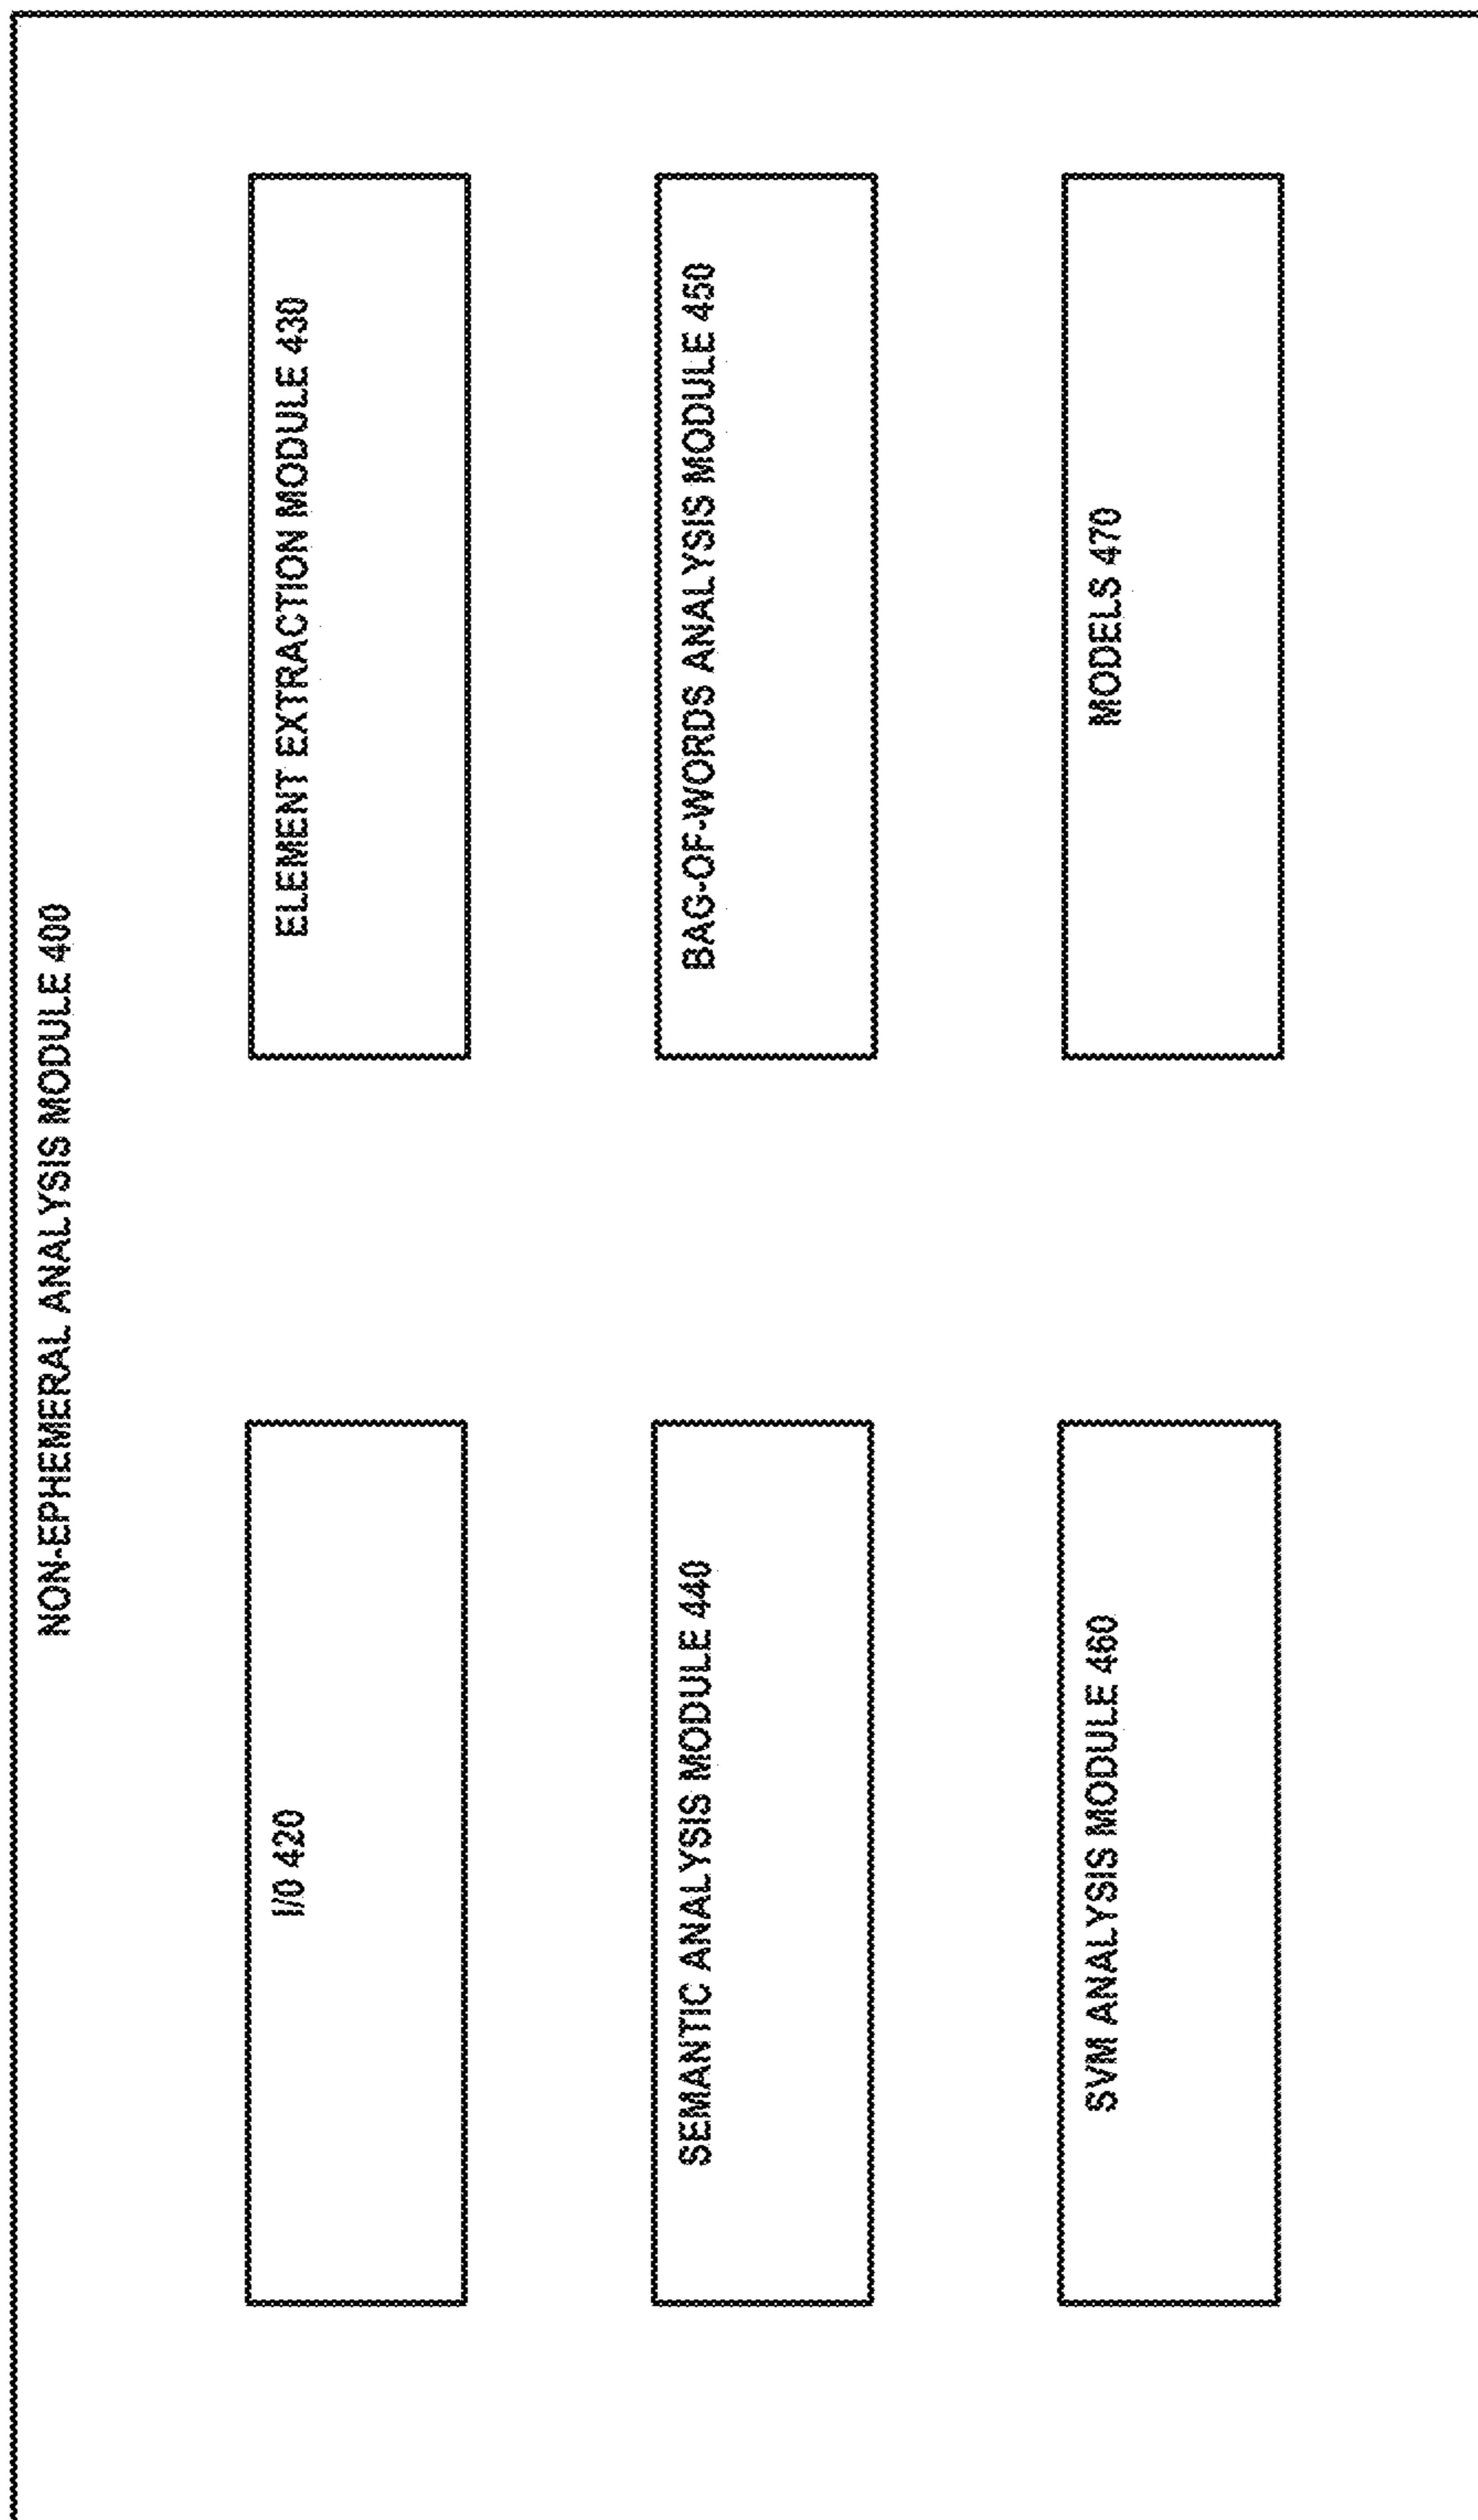 NON-EPHEMERAL ANALYSIS MODULE 400
I/0 420
ELEMENT EXTRACTION MODULE 430
SEMANTIC ANALYSIS MODULE 440
BAG-OF-WORDS ANALYSIS MODULE 450
SVM ANALYSIS MODULE 460
MODELS 470